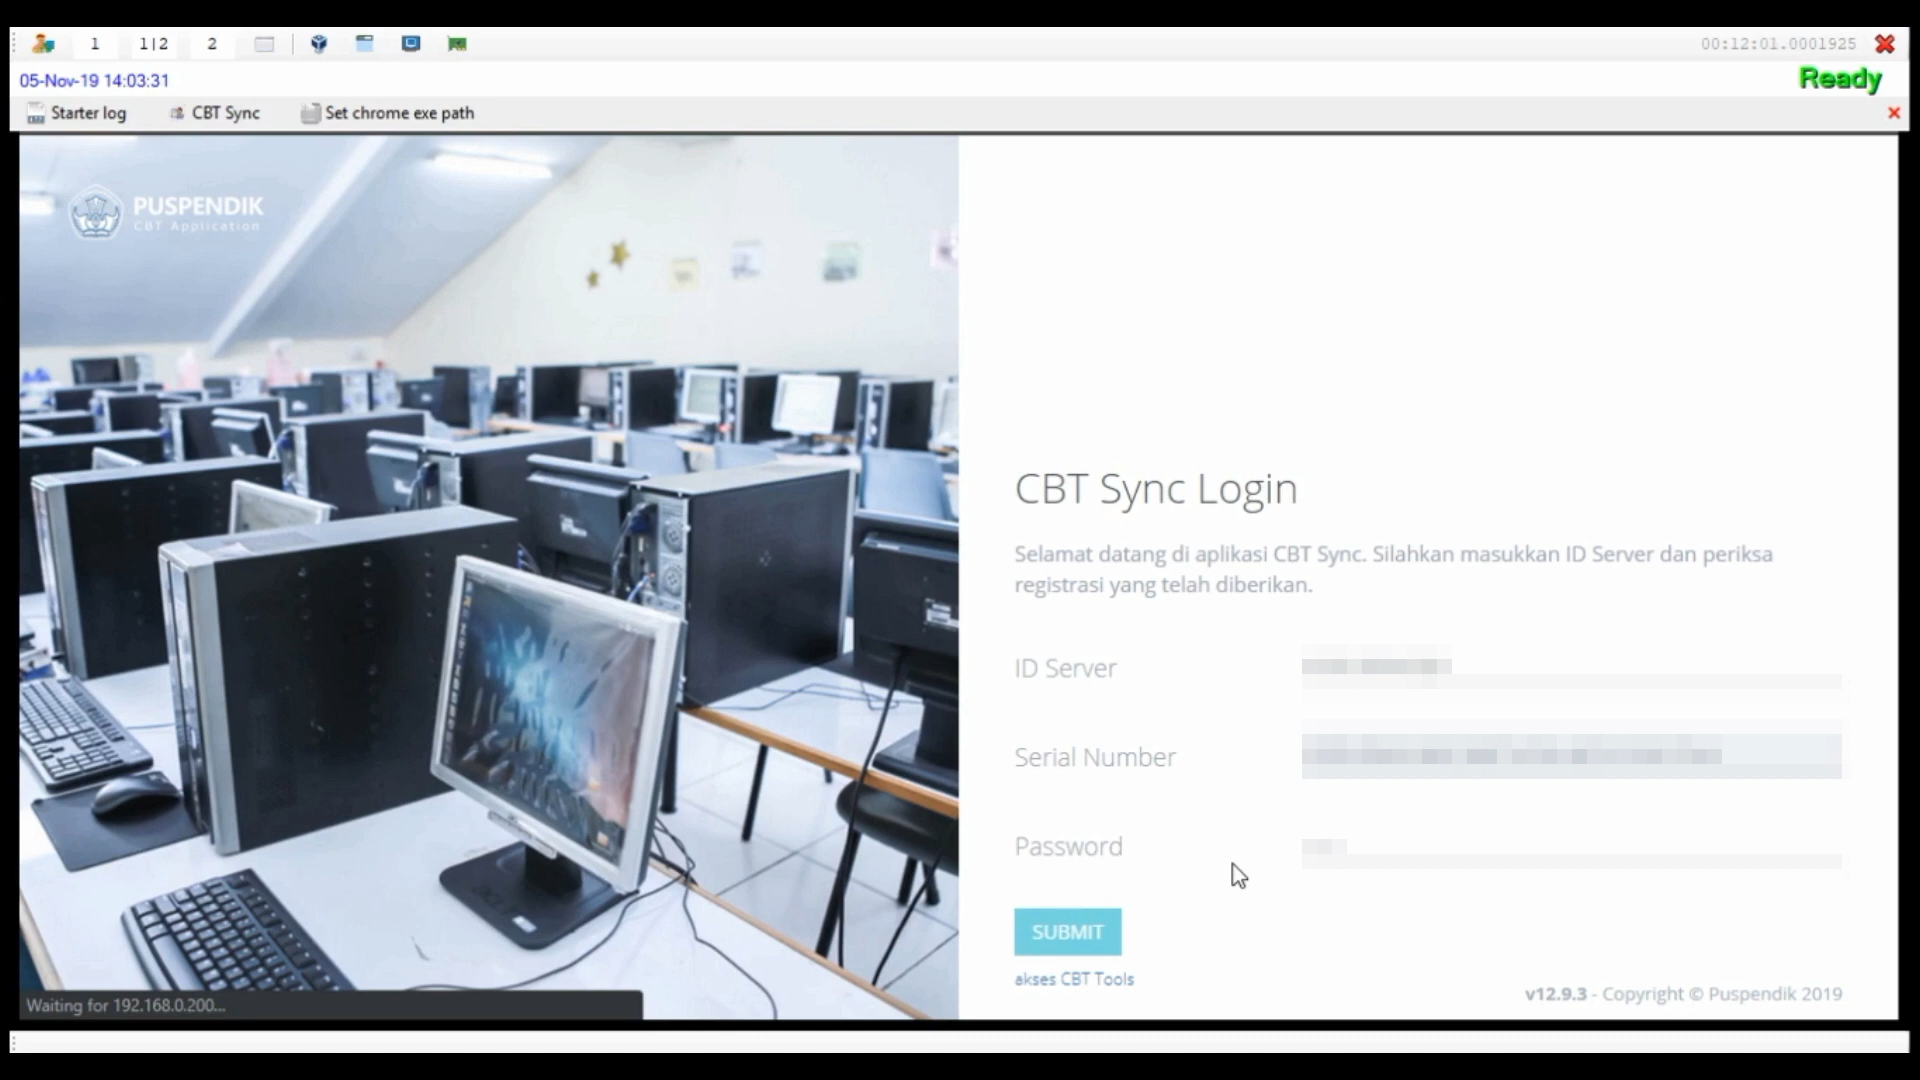 1
1|2
2
00:12:01.0001925
05-Nov-19 14:03:31
Ready
Starter log
CBT Sync
Set chrome exe path
PUSPENDIK
CBT Application
CBT Sync Login
Selamat datang di aplikasi CBT Sync. Silahkan masukkan ID Server dan periksa
registrasi yang telah diberikan.
ID Server
Serial Number
Password
SUBMIT
akses CBT Tools
Waiting for 192.168.0.200...
v12.9.3 - Copyright © Puspendik 2019